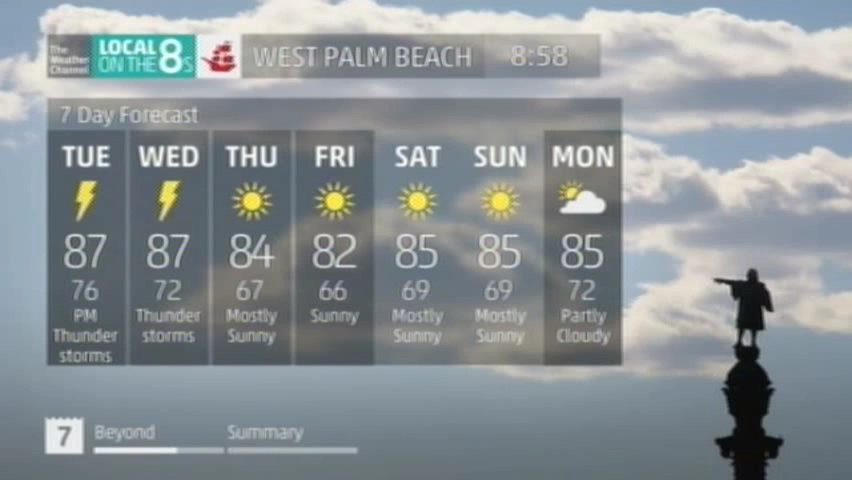 The Weather Channel
LOCAL ON THE 8s
WEST PALM BEACH
8:58
7 Day Forecast
TUE WED THU FRI SAT SUN MON
87 87 84 82 85 85 85
76 72 67 66 69 69 72
PM Thunder storms
Thunder storms
Mostly Sunny
Sunny
Mostly Sunny
Mostly Sunny
Partly Cloudy
7
Beyond
Summary